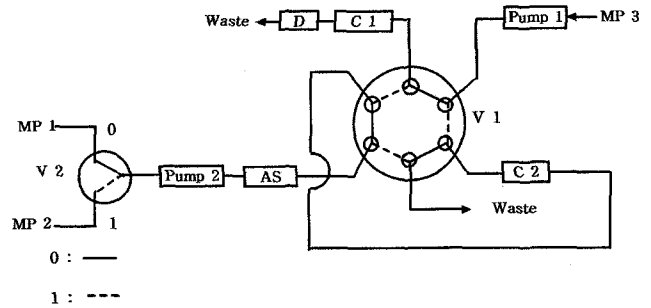 Waste D C 1 Pump 1 MP 3
V 1
MP 1 0
V 2 Pump 2 AS C 2
MP 2 1 Waste
0 :
1 :